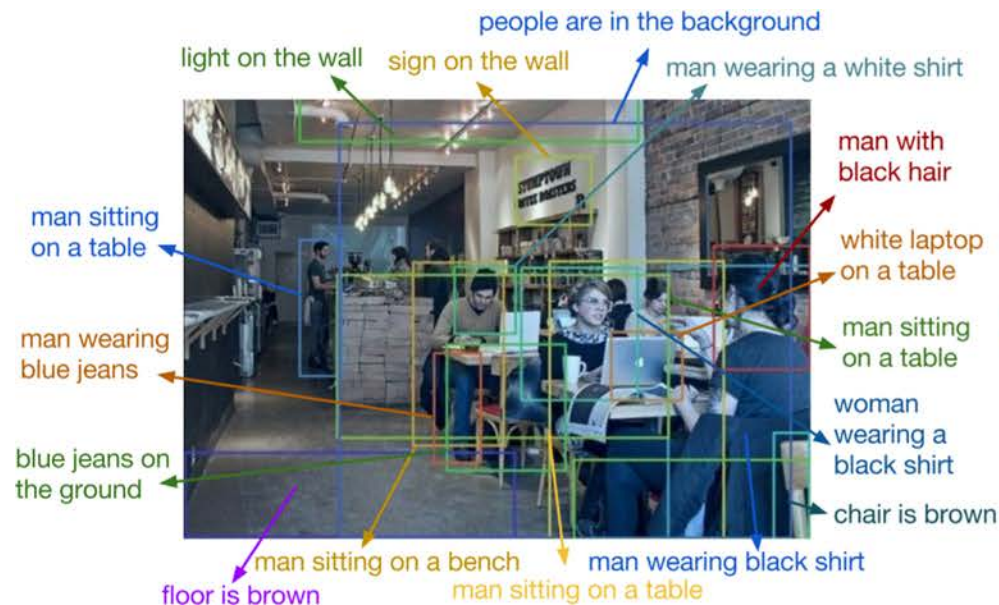 people are in the background
light on the wall
sign on the wall
man wearing a white shirt
man with
black hair
man sitting
on a table
white laptop
on a table
STUMPTOWN
COFFEE ROASTERS
man wearing
blue jeans
man sitting
on a table
woman
wearing a
black shirt
blue jeans on
the ground
chair is brown
man sitting on a bench
man wearing black shirt
man sitting on a table
floor is brown